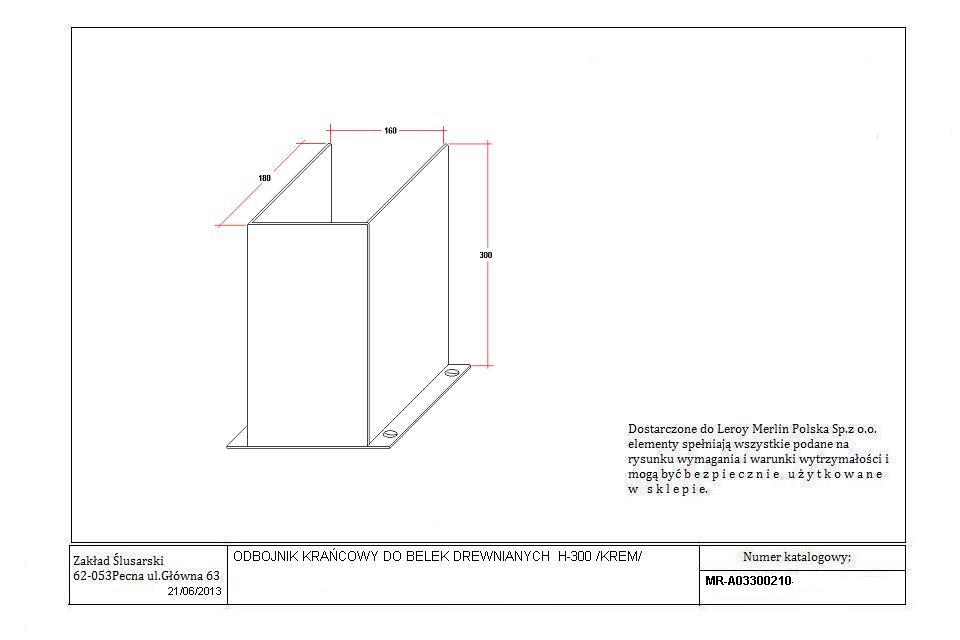 160
180
300
Dostarczone do Leroy Merlin Polska Sp.z o.o.
elementy spełniają wszystkie podane na
rysunku wymagania i warunki wytrzymałości i
mogą być b e z p i e c z n i e u ż y t k o w a n e
w s k l e p i e.
Zakład Ślusarski
62-053Pecna ul.Główna 63
21/06/2013
ODBOJNIK KRAŃCOWY DO BELEK DREWNIANYCH H-300 /KREM/
Numer katalogowy;
MR-A03300210